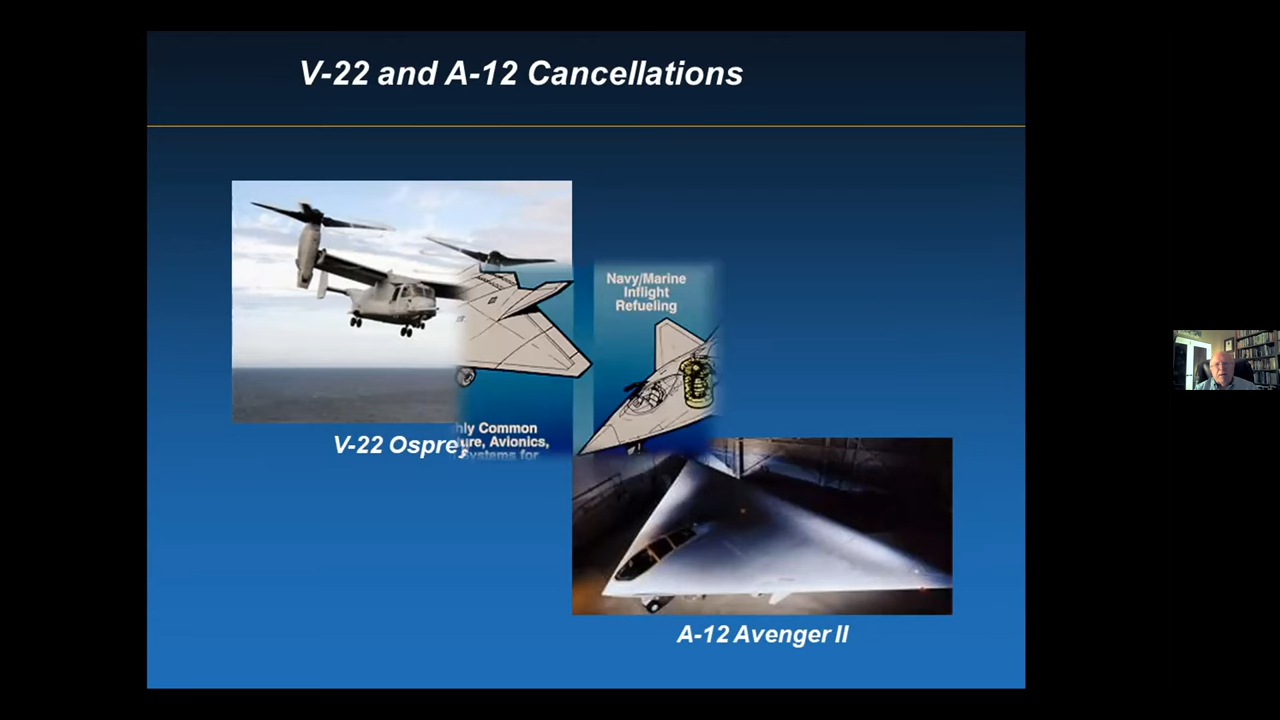 V-22 and A-12 Cancellations
Navy/Marine
Inflight
Refueling
hly Common
ure, Avionics,
ystems for
V-22 Osprey
A-12 Avenger II